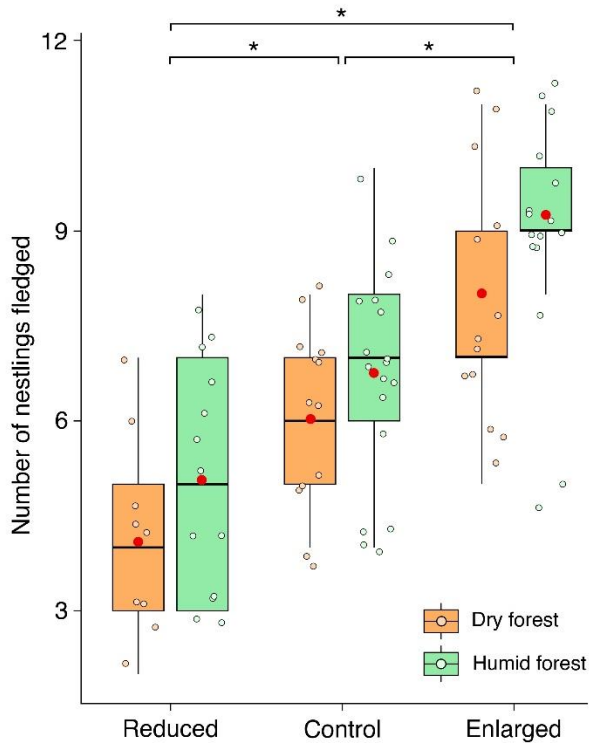 *
* *
12
9
6
3
Number of nestlings fledged
Dry forest
Humid forest
Reduced Control Enlarged